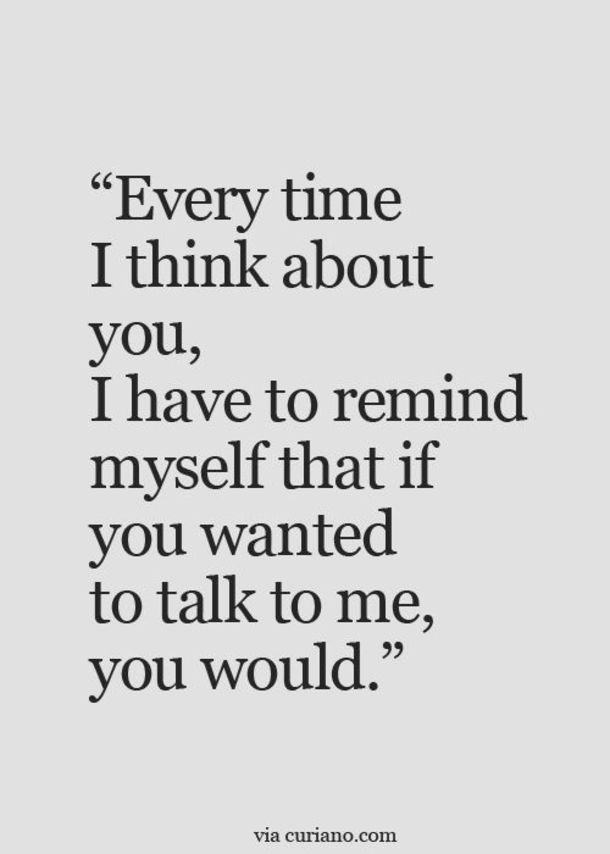 “Every time
I think about
you,
I have to remind
myself that if
you wanted
to talk to me,
you would.”
via curiano.com